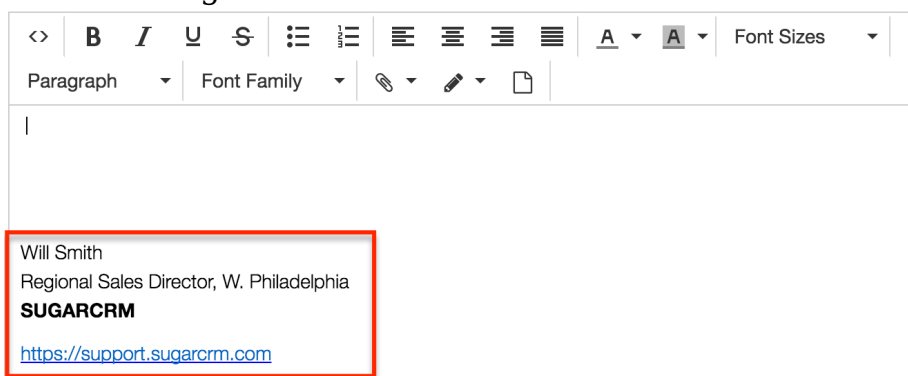 B I U S A A Font Sizes
Paragraph Font Family
Will Smith
Regional Sales Director, W. Philadelphia
SUGARCRM
https://support.sugarcrm.com